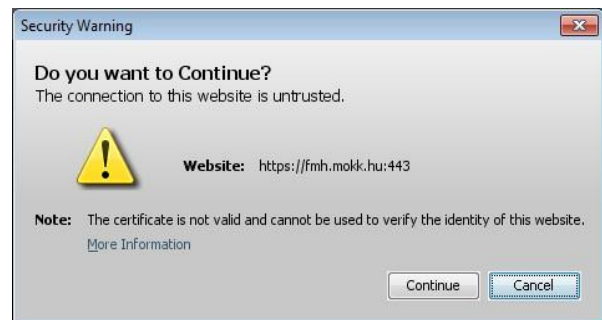 Security Warning
Do you want to Continue?
The connection to this website is untrusted.
Website: https://fmh.mokk.hu:443
Note: The certificate is not valid and cannot be used to verify the identity of this website.
More Information
Continue Cancel